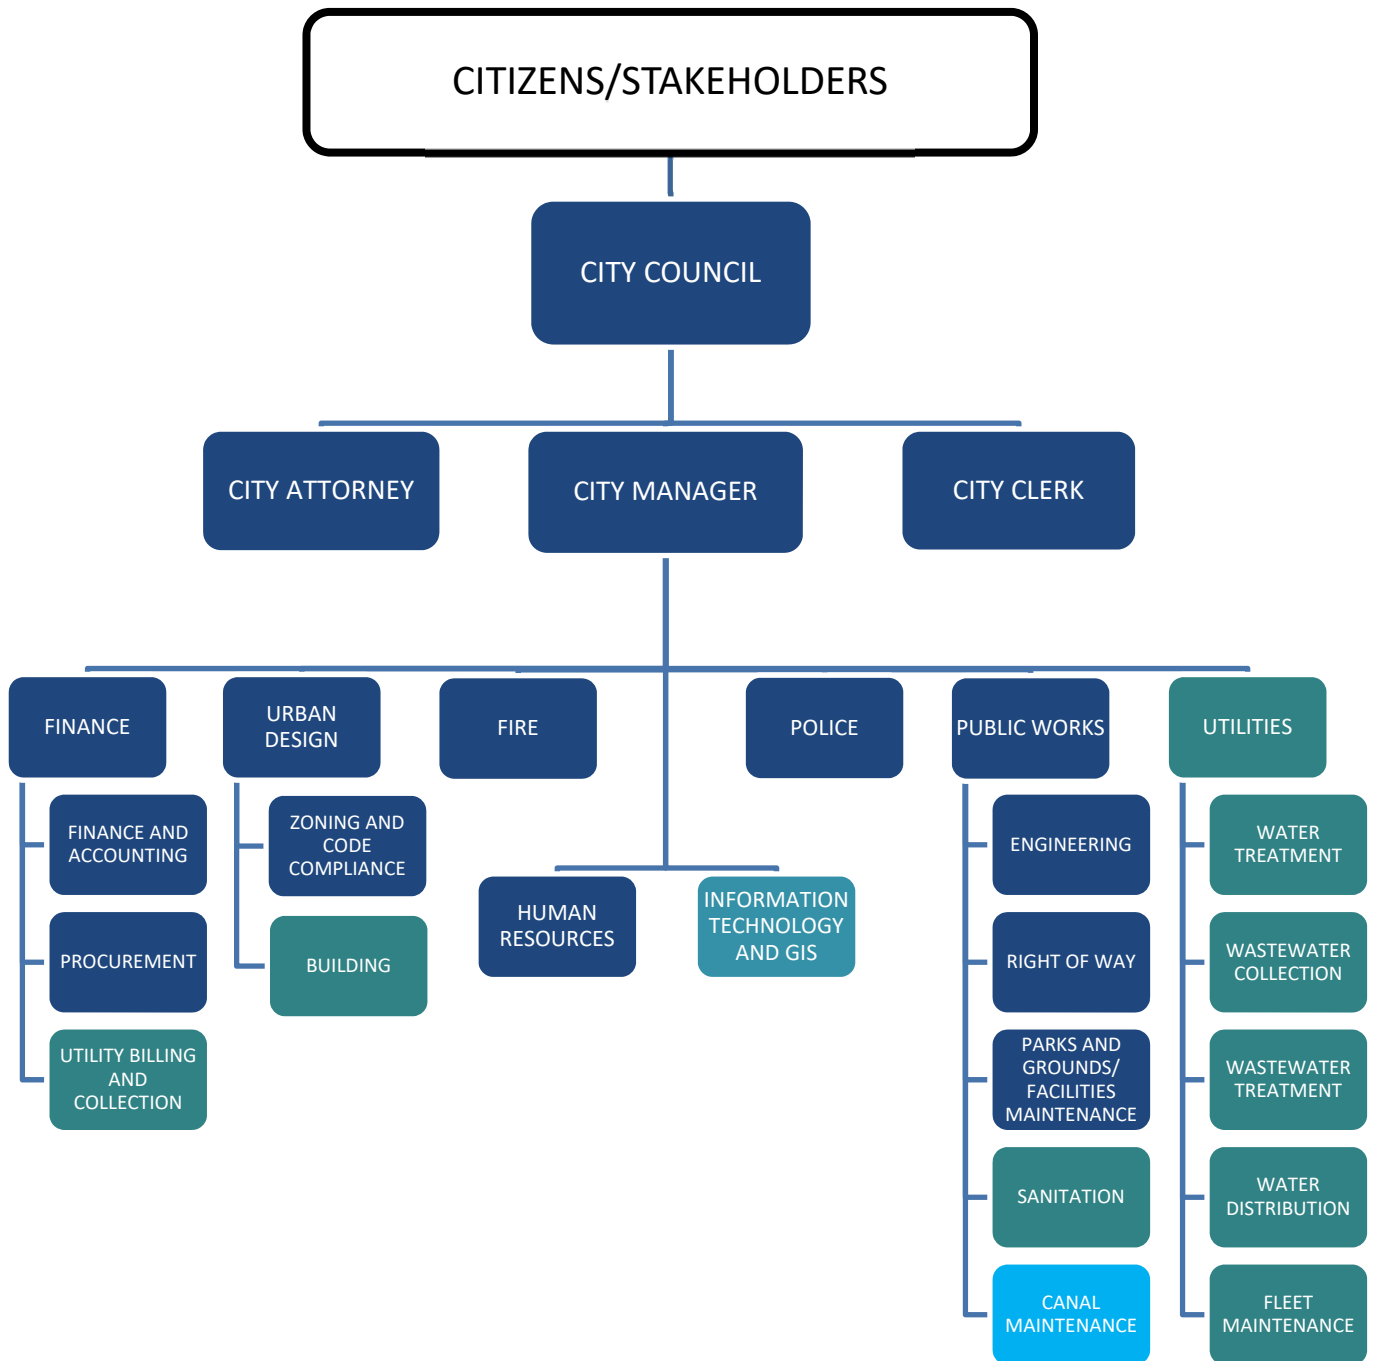 CITIZENS/STAKEHOLDERS
CITY COUNCIL
CITY ATTORNEY
CITY MANAGER
CITY CLERK
FINANCE
URBAN
DESIGN
FIRE
POLICE
PUBLIC WORKS
UTILITIES
FINANCE AND
ACCOUNTING
PROCUREMENT
UTILITY BILLING
AND
COLLECTION
ZONING AND
CODE
COMPLIANCE
BUILDING
HUMAN
RESOURCES
INFORMATION
TECHNOLOGY
AND GIS
ENGINEERING
RIGHT OF WAY
PARKS AND
GROUNDS/
FACILITIES
MAINTENANCE
SANITATION
CANAL
MAINTENANCE
WATER
TREATMENT
WASTEWATER
COLLECTION
WASTEWATER
TREATMENT
WATER
DISTRIBUTION
FLEET
MAINTENANCE